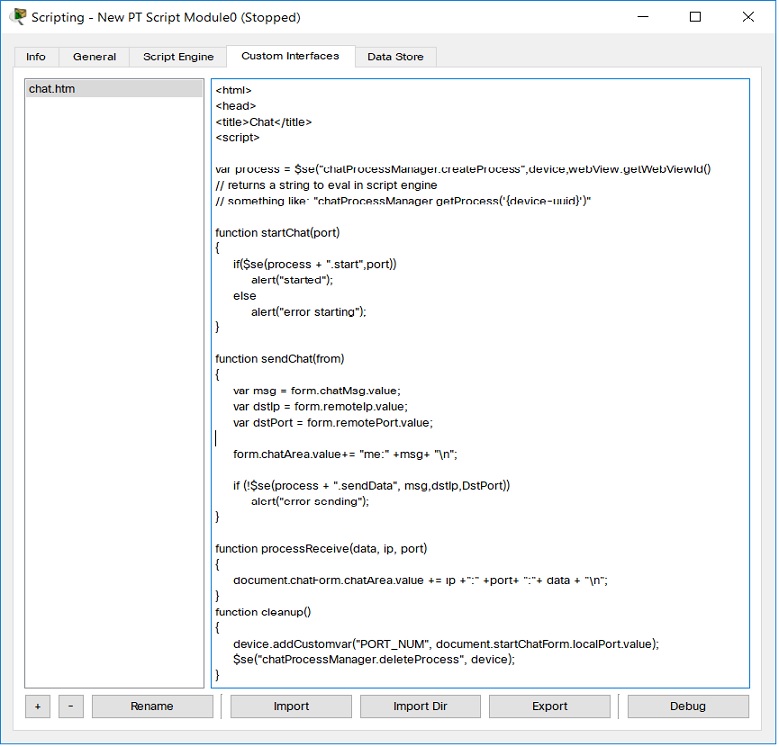 Scripting - New PT Script Module0 (Stopped)
Info General Script Engine Custom Interfaces Data Store
chat.htm
<html>
<head>
<title>Chat</title>
<script>
var process = $se("chatProcessManager.createProcess",device,webView.getWebViewId()
// returns a string to eval in script engine
// something like: "chatProcessManager.getProcess('{device-uuid}')"
function startChat(port)
{
if($se(process + ".start",port))
alert("started");
else
alert("error starting");
}
function sendChat(from)
{
var msg = form.chatMsg.value;
var dstIp = form.remoteIp.value;
var dstPort = form.remotePort.value;
form.chatArea.value+= "me:" +msg+ "\n";
if (!$se(process + ".sendData", msg,dstIp,DstPort))
alert("error sending");
}
function processReceive(data, ip, port)
{
document.chatForm.chatArea.value += ip +":" +port+ ":"+ data + "\n";
}
function cleanup()
{
device.addCustomvar("PORT_NUM", document.startChatForm.localPort.value);
$se("chatProcessManager.deleteProcess", device);
}
+ - Rename Import Import Dir Export Debug